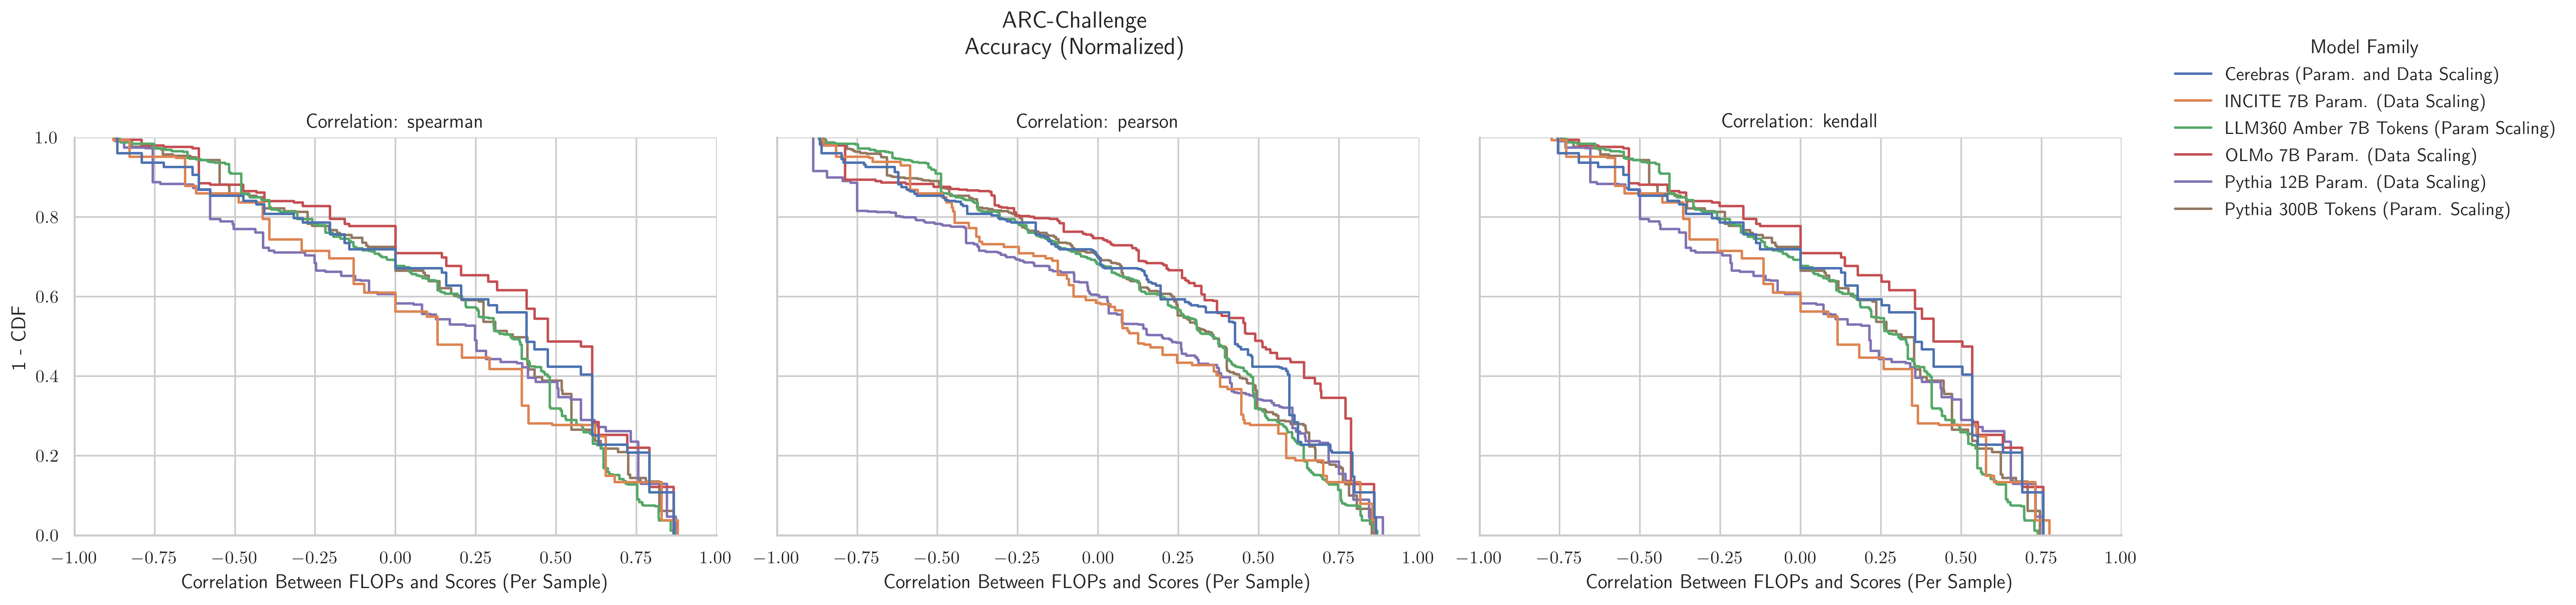 ARC-Challenge
Accuracy (Normalized)
Model Family
Cerebras (Param. and Data Scaling)
INCITE 7B Param. (Data Scaling)
LLM360 Amber 7B Tokens (Param Scaling)
OLMo 7B Param. (Data Scaling)
Pythia 12B Param. (Data Scaling)
Pythia 300B Tokens (Param. Scaling)
Correlation: spearman
1 - CDF
1.0
0.8
0.6
0.4
0.2
0.0
−1.00 −0.75 −0.50 −0.25 0.00 0.25 0.50 0.75 1.00
Correlation Between FLOPs and Scores (Per Sample)
Correlation: pearson
−1.00 −0.75 −0.50 −0.25 0.00 0.25 0.50 0.75 1.00
Correlation Between FLOPs and Scores (Per Sample)
Correlation: kendall
−1.00 −0.75 −0.50 −0.25 0.00 0.25 0.50 0.75 1.00
Correlation Between FLOPs and Scores (Per Sample)